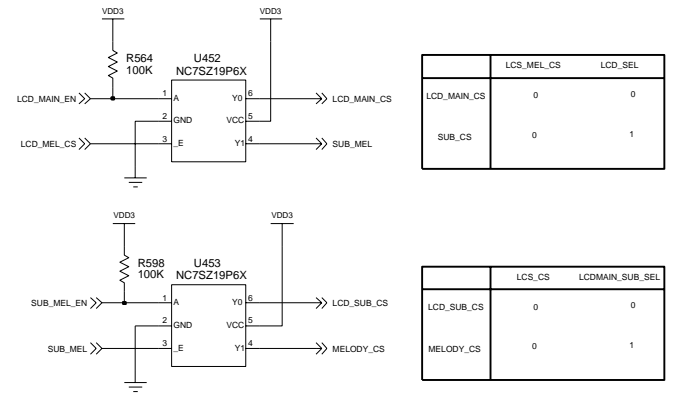 VDD3 VDD3
R564
100K
U452
NC7SZ19P6X
LCD_MAIN_EN 1 A Y0 6 LCD_MAIN_CS
2 GND VCC 5
LCD_MEL_CS 3 _E Y1 4 SUB_MEL
LCS_MEL_CS LCD_SEL
LCD_MAIN_CS 0 0
SUB_CS 0 1
VDD3 VDD3
R598
100K
U453
NC7SZ19P6X
SUB_MEL_EN 1 A Y0 6 LCD_SUB_CS
2 GND VCC 5
SUB_MEL 3 _E Y1 4 MELODY_CS
LCS_CS LCDMAIN_SUB_SEL
LCD_SUB_CS 0 0
MELODY_CS 0 1